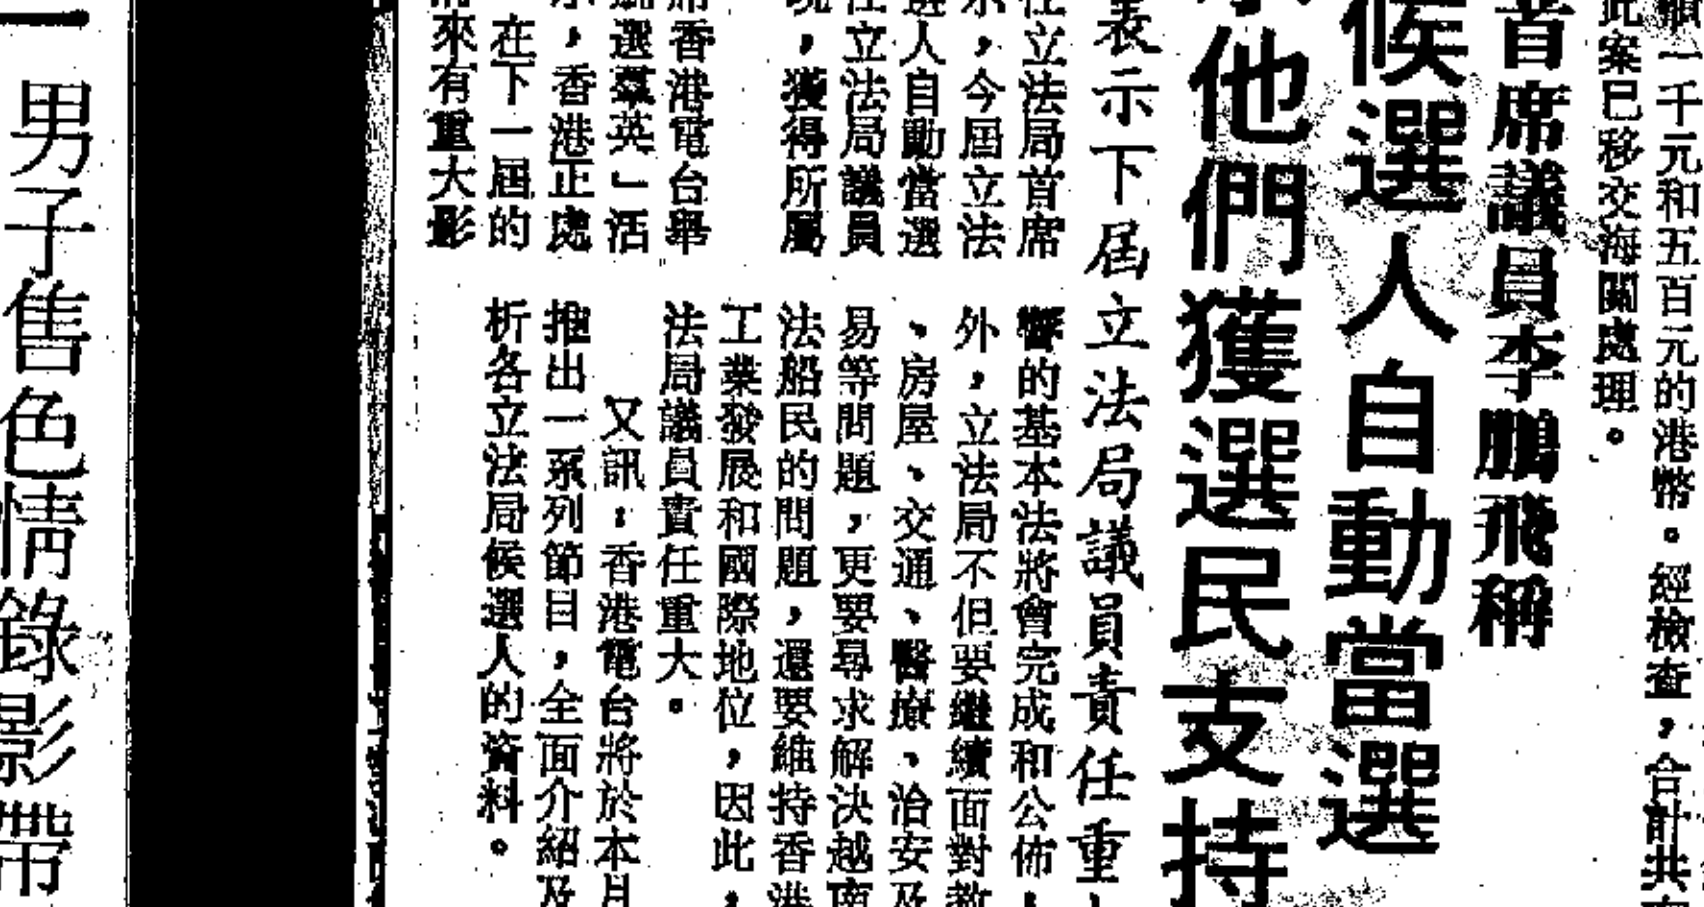 一千元和五百元的港幣。經檢查,合計共
此案已移交海關處理。
首席議員李鵬飛稱
候選人自動當選
他們獲選民支持
表示下屆立法局議員責任重
任立法局首席
示,今屆立法
選人自動當選
任立法局議員
,獲得所屬
席香港電台舉
選羣英」活
,香港正處
在下一屆的
來有重大影
響的基本法將會完成和公佈,
外,立法局不但要繼續面對教
、房屋、交通、醫療、治安及
易等問題,更要尋求解決越南
法船民的問題,還要維持香港
工業發展和國際地位,因此,
法局議員責任重大。
又訊:香港電台將於本月
推出一系列節目,全面介紹及
析各立法局候選人的資料。
一男子售色情錄影帶